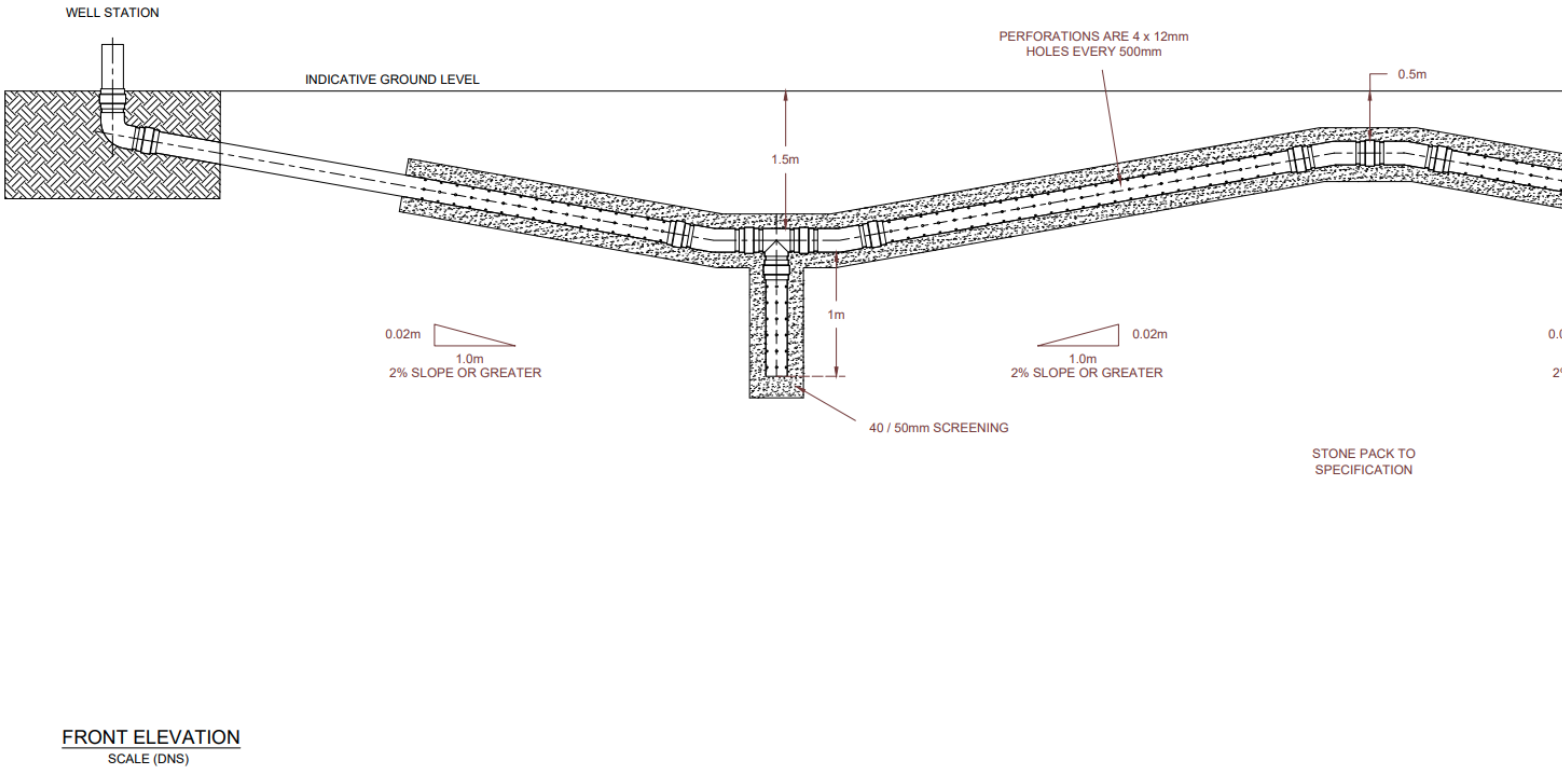 WELL STATION
INDICATIVE GROUND LEVEL
PERFORATIONS ARE 4 x 12mm
HOLES EVERY 500mm
0.5m
1.5m
1m
0.02m
1.0m
2% SLOPE OR GREATER
0.02m
1.0m
2% SLOPE OR GREATER
40 / 50mm SCREENING
STONE PACK TO
SPECIFICATION
FRONT ELEVATION
SCALE (DNS)